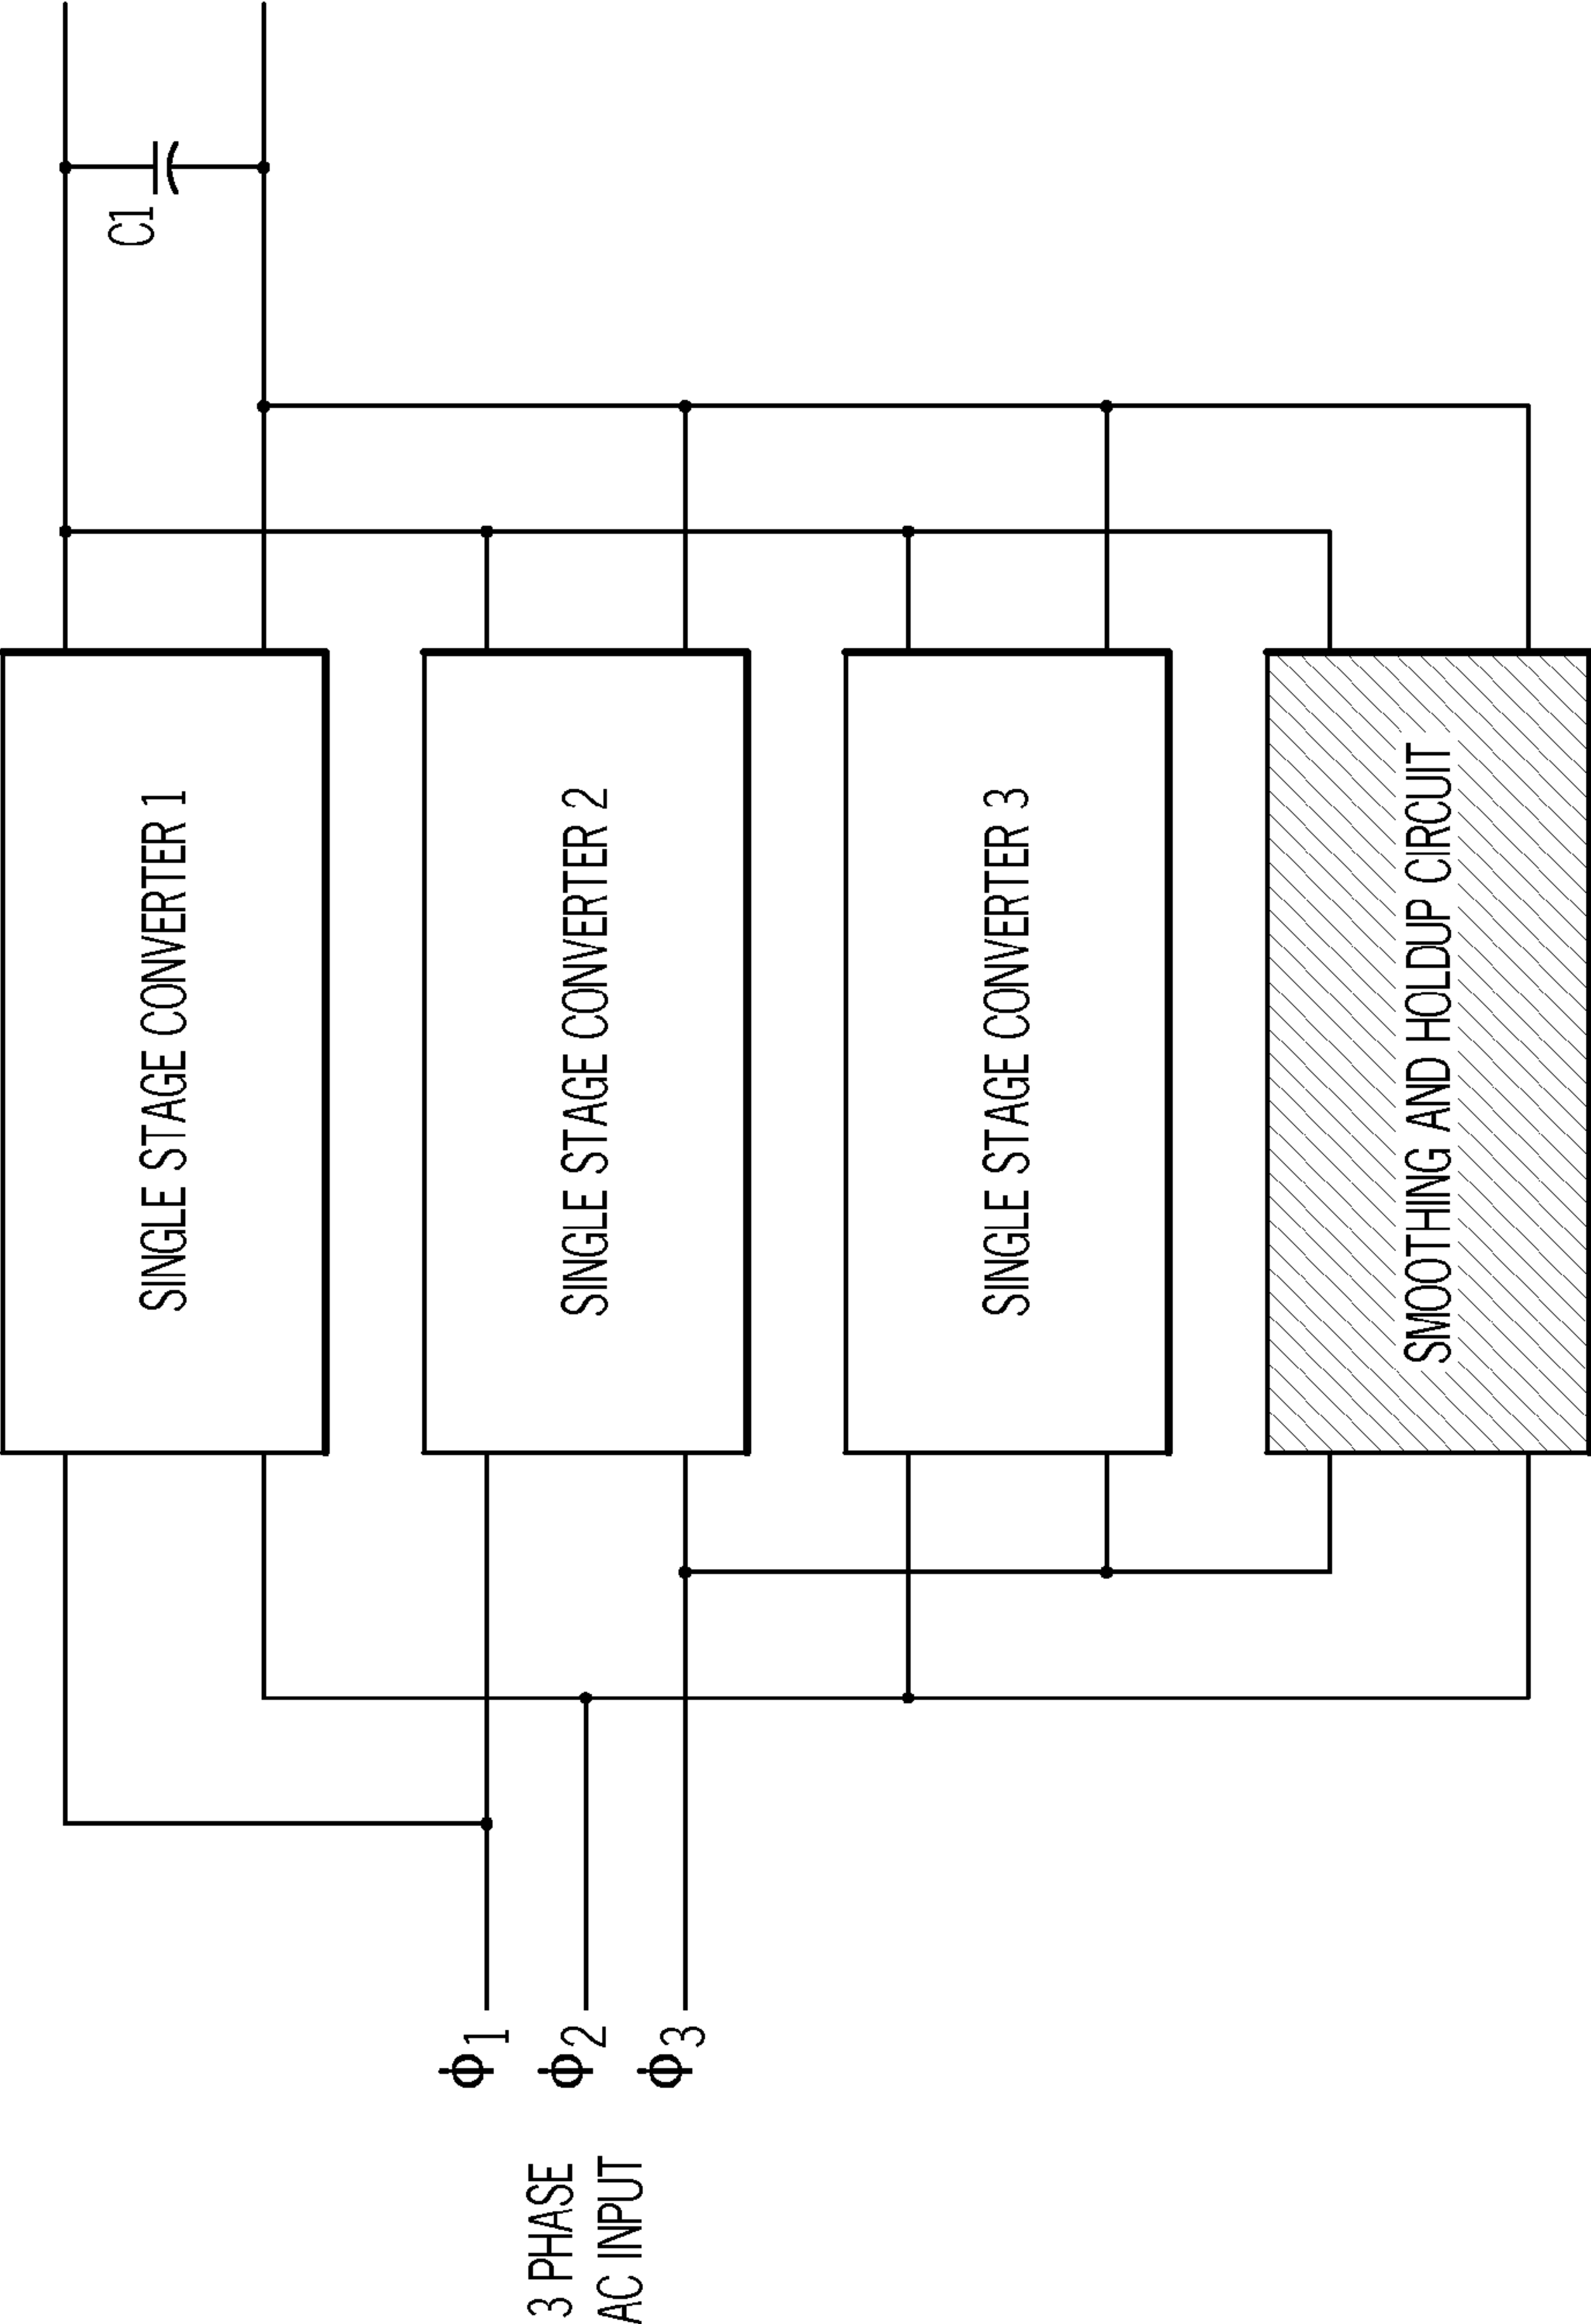 C1
SINGLE STAGE CONVERTER 1
SINGLE STAGE CONVERTER 2
SINGLE STAGE CONVERTER 3
SMOOTHING AND HOLDUP CIRCUIT
3 PHASE
AC INPUT
ϕ1
ϕ2
ϕ3